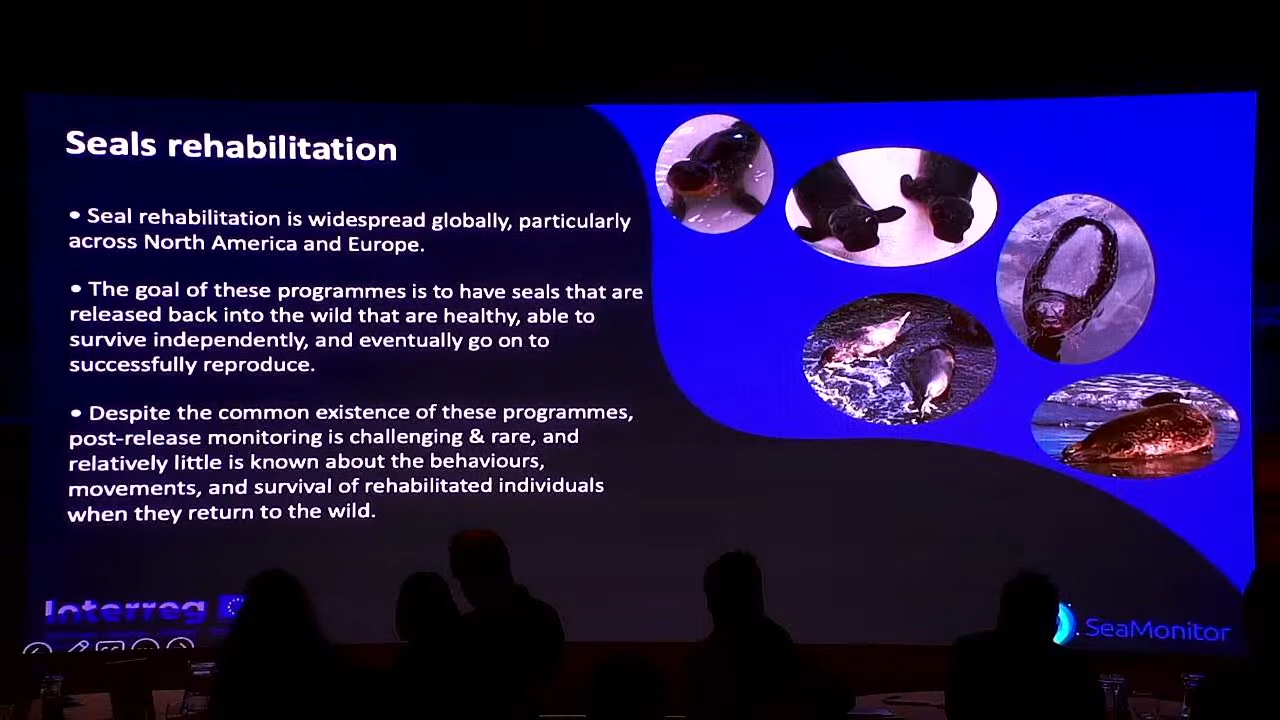 Seals rehabilitation
• Seal rehabilitation is widespread globally, particularly
across North America and Europe.
• The goal of these programmes is to have seals that are
released back into the wild that are healthy, able to
survive independently, and eventually go on to
successfully reproduce.
• Despite the common existence of these programmes,
post-release monitoring is challenging & rare, and
relatively little is known about the behaviours,
movements, and survival of rehabilitated individuals
when they return to the wild.
Interreg
SeaMonitor